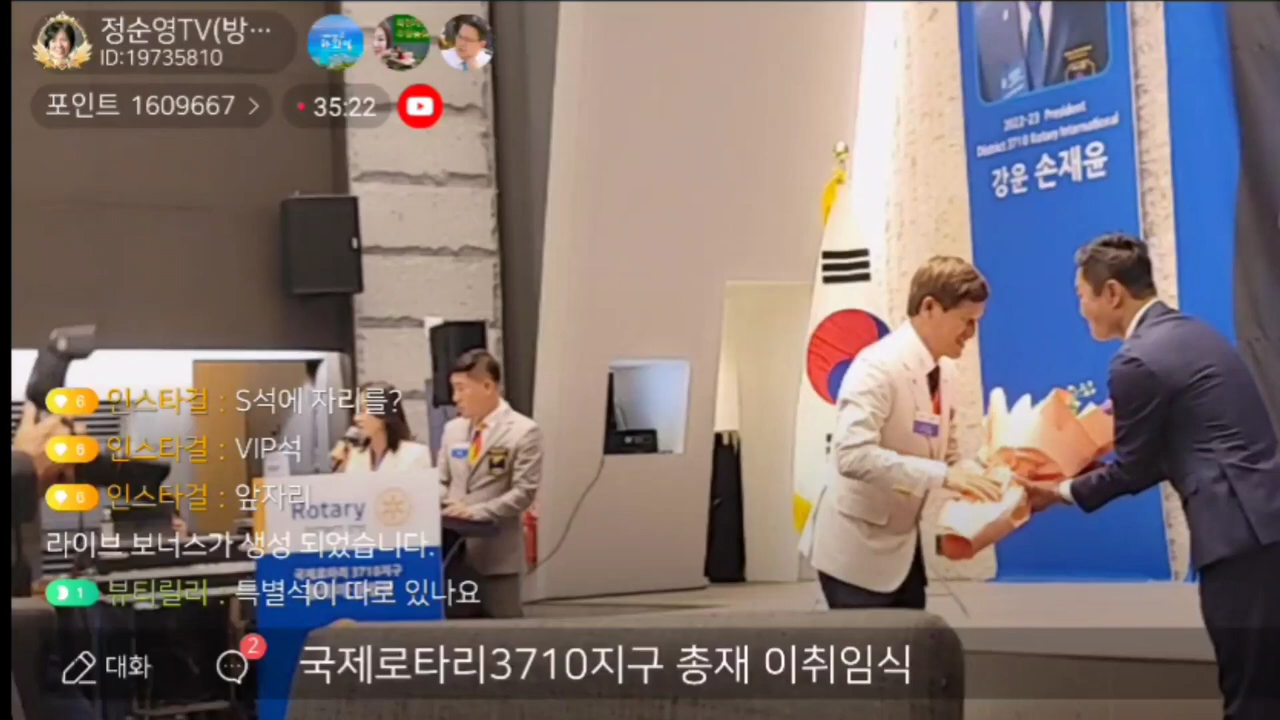 정순영TV(방···
ID:19735810
포인트 1609667 >
35:22
2022-23 President
District 3710 Rotary International
강운 손재윤
6 인스타걸 : S석에 자리를?
6 인스타걸 : VIP석
6 인스타걸 : 앞자리
Rotary
라이브 보너스가 생성 되었습니다.
국제로타리 3710지구
1 뷰티릴리 : 특별석이 따로 있나요
대화
2
국제로타리3710지구 총재 이취임식